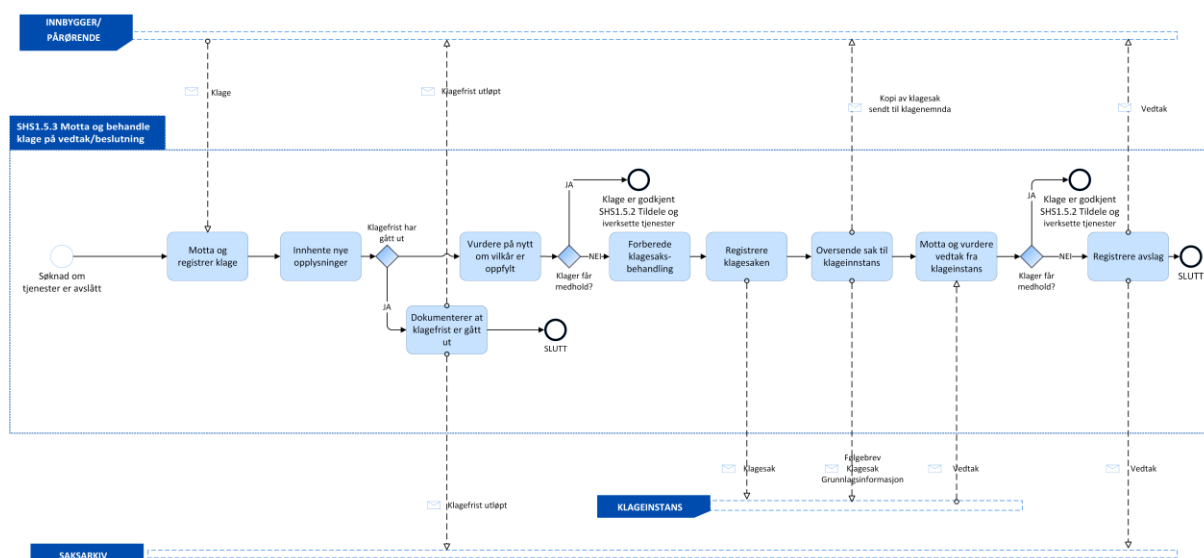 INNBYGGER/
PÅRØRENDE
Klage
Klagefrist utløpt
Kopi av klagesak
sendt til klagenemnda
Vedtak
SHS1.5.3 Motta og behandle
klage på vedtak/beslutning
JA
Klage er godkjent
SHS1.5.2 Tildele og
iverksette tjenester
JA
Klage er godkjent
SHS1.5.2 Tildele og
iverksette tjenester
Søknad om
tjenester er avslått
Motta og
registrer klage
Innhente nye
opplysninger
Klagefrist har
gått ut
Vurdere på nytt
om vilkår er
oppfylt
Klager får
medhold?
NEI
Forberede
klagesaks-
behandling
Registrere
klagesaken
Oversende sak til
klageinnstans
Motta og vurdere
vedtak fra
klageinstans
Klager får
medhold?
NEI
Registrere avslag
SLUTT
JA
Dokumenterer at
klagefrist er gått
ut
SLUTT
Klagesak
Følgebrev
Klagesak
Grunnlagsinformasjon
Vedtak
Vedtak
Klagefrist utløpt
KLAGEINSTANS
SAKSARKIV